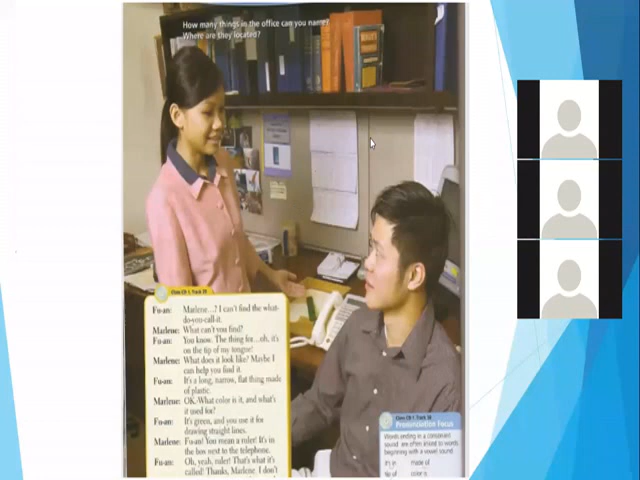 How many things in the office can you name?
Where are they located?
Class CD 1, Track 29
Fu-an: Marlene…? I can't find the what-
do-you-call-it.
Marlene: What can't you find?
Fu-an: You know. The thing for…oh, it's
on the tip of my tongue!
Marlene: What does it look like? Maybe I
can help you find it.
Fu-an: It's a long, narrow, flat thing made
of plastic.
Marlene: OK. What color is it, and what's
it used for?
Fu-an: It's green, and you use it for
drawing straight lines.
Marlene: Fu-an! You mean a ruler! It's in
the box next to the telephone.
Fu-an: Oh, yeah, ruler! That's what it's
called! Thanks, Marlene. I don't
Class CD 1, Track 30
Pronunciation Focus
Words ending in a consonant
sound are often linked to words
beginning with a vowel sound.
it's in made of
tip of color is